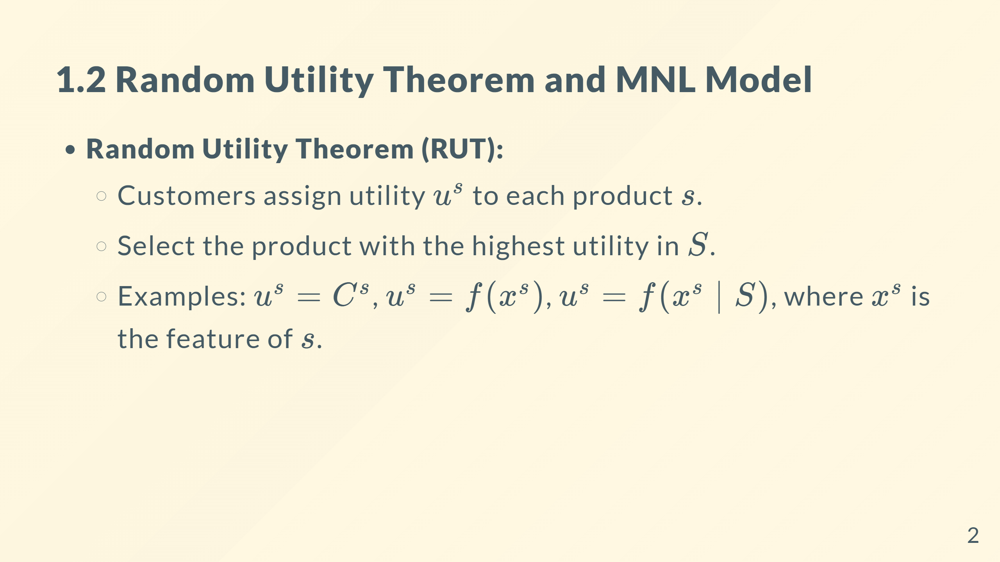 1.2 Random Utility Theorem and MNL Model
• Random Utility Theorem (RUT):
○ Customers assign utility $u^s$ to each product $s$.
○ Select the product with the highest utility in $S$.
○ Examples: $u^s = C^s$, $u^s = f(x^s)$, $u^s = f(x^s \mid S)$, where $x^s$ is
the feature of $s$.
2